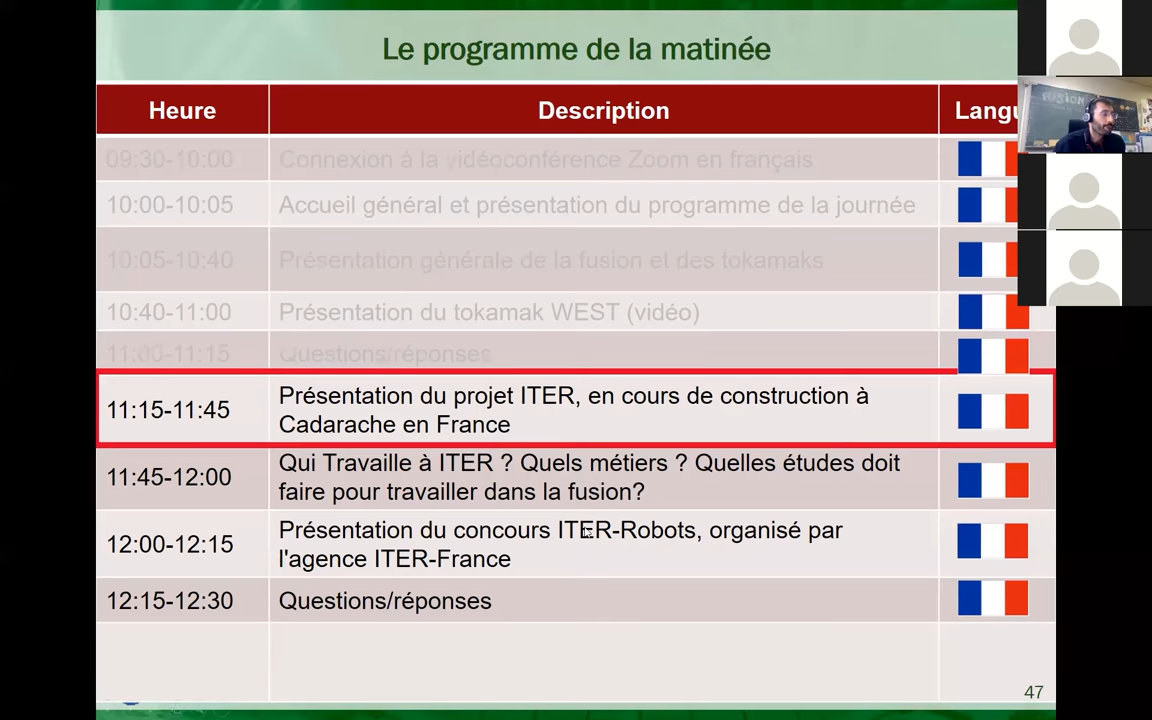 Le programme de la matinée
Heure Description Langu
09:30-10:00 Connexion à la vidéoconférence Zoom en français
10:00-10:05 Accueil général et présentation du programme de la journée
10:05-10:40 Présentation générale de la fusion et des tokamaks
10:40-11:00 Présentation du tokamak WEST (vidéo)
11:00-11:15 Questions/réponses
11:15-11:45 Présentation du projet ITER, en cours de construction à
Cadarache en France
11:45-12:00 Qui Travaille à ITER ? Quels métiers ? Quelles études doit
faire pour travailler dans la fusion?
12:00-12:15 Présentation du concours ITER-Robots, organisé par
l'agence ITER-France
12:15-12:30 Questions/réponses
47